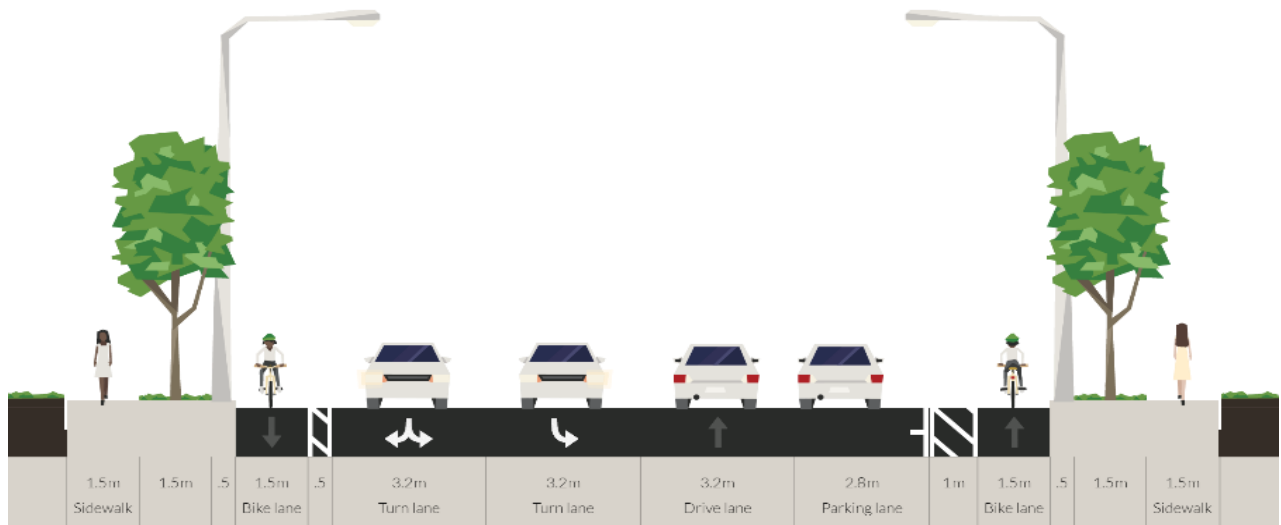 1.5m 1.5m .5 1.5m .5 3.2m 3.2m 3.2m 2.8m 1m 1.5m .5 1.5m 1.5m
Sidewalk Bike lane Turn lane Turn lane Drive lane Parking lane Bike lane Sidewalk